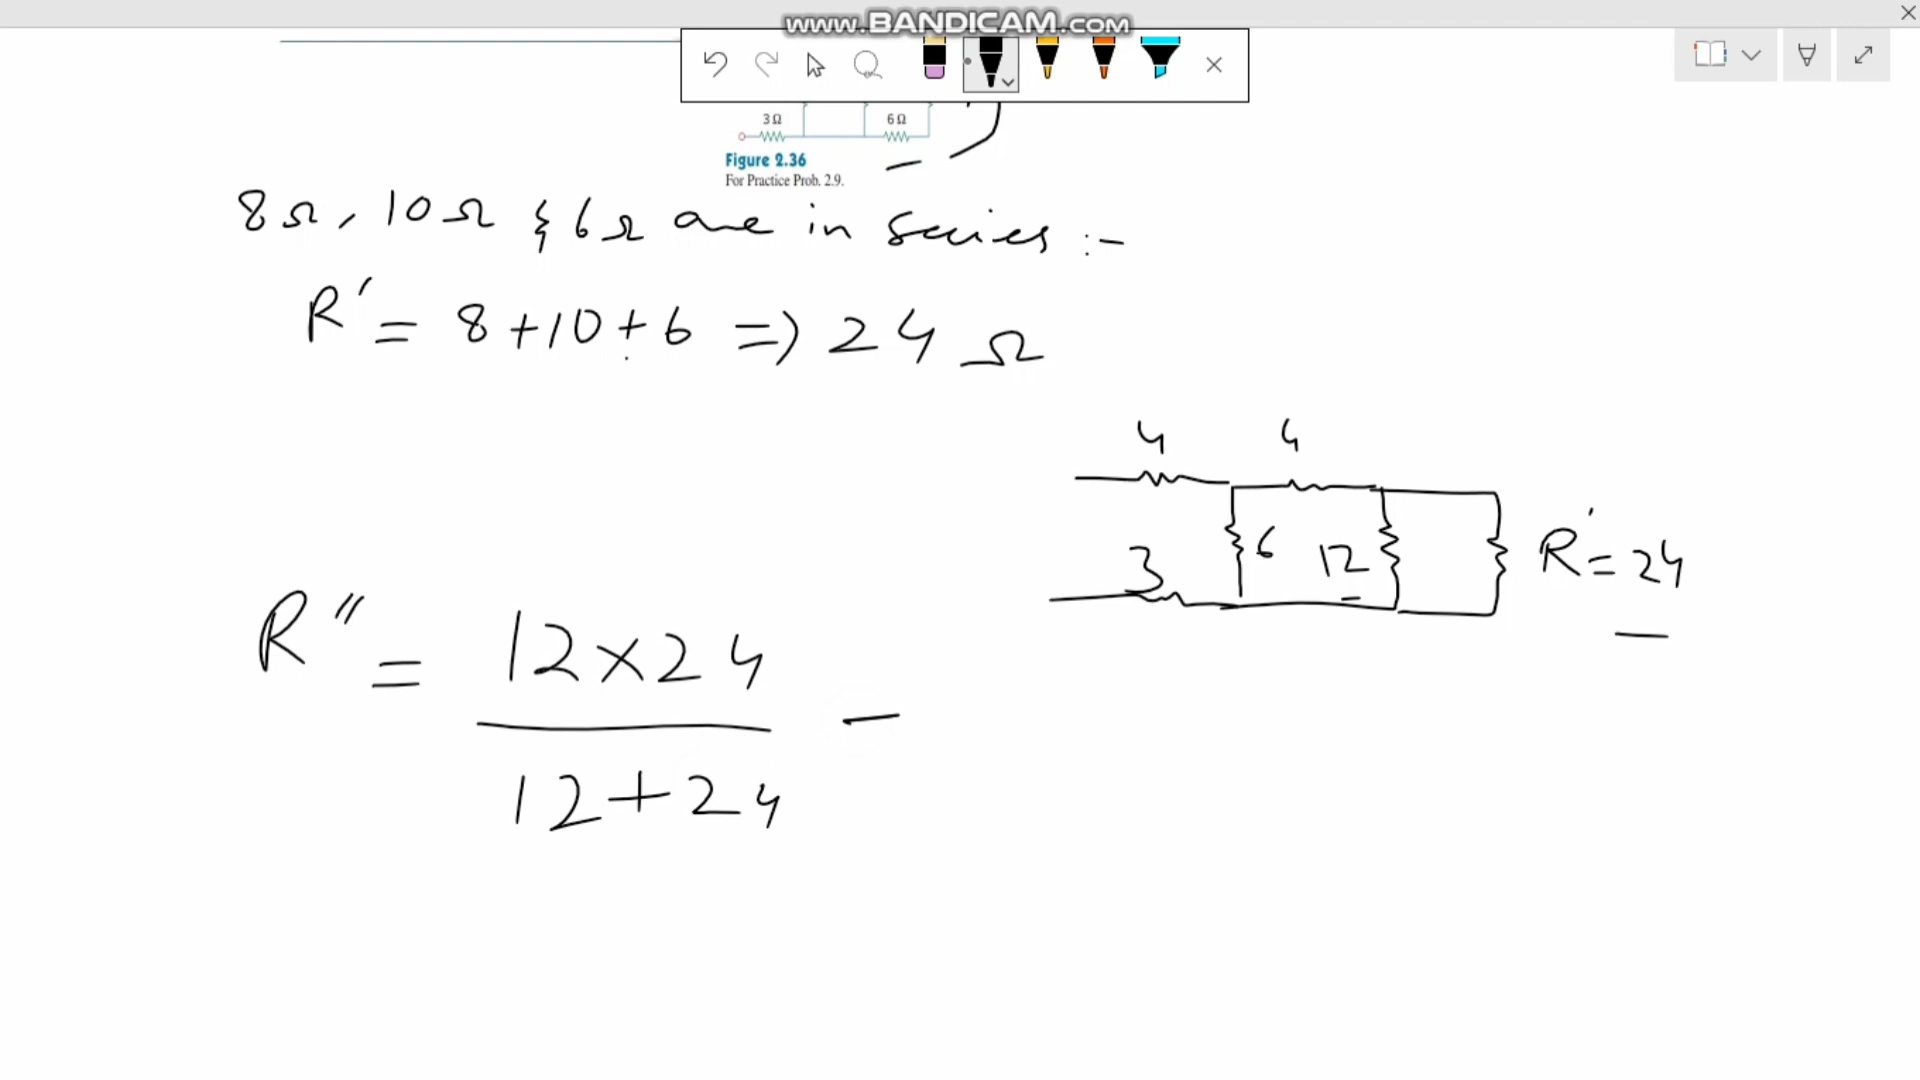 www.BANDICAM.com
3Ω 6Ω
Figure 2.36
For Practice Prob. 2.9.
8Ω, 10Ω & 6Ω are in series :-
R' = 8+10+6 => 24 Ω
4 4
3 6 12 R' = 24
R'' = 12×24
12+24